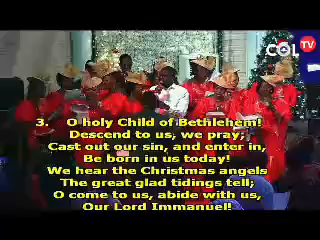 COL TV
3. O holy Child of Bethlehem!
Descend to us, we pray;
Cast out our sin, and enter in,
Be born in us today!
We hear the Christmas angels
The great glad tidings tell;
O come to us, abide with us,
Our Lord Immanuel!